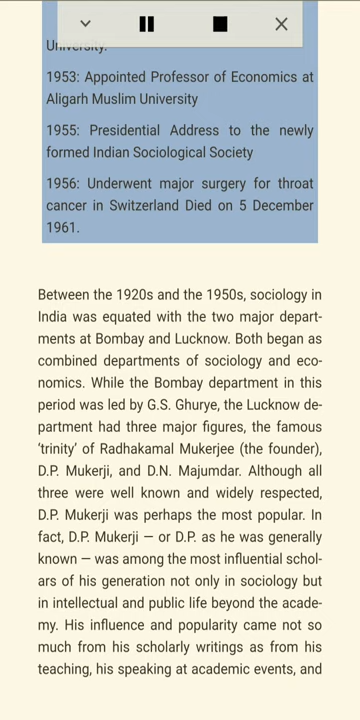 University.
1953: Appointed Professor of Economics at
Aligarh Muslim University
1955: Presidential Address to the newly
formed Indian Sociological Society
1956: Underwent major surgery for throat
cancer in Switzerland Died on 5 December
1961.
Between the 1920s and the 1950s, sociology in
India was equated with the two major depart-
ments at Bombay and Lucknow. Both began as
combined departments of sociology and eco-
nomics. While the Bombay department in this
period was led by G.S. Ghurye, the Lucknow de-
partment had three major figures, the famous
‘trinity’ of Radhakamal Mukerjee (the founder),
D.P. Mukerji, and D.N. Majumdar. Although all
three were well known and widely respected,
D.P. Mukerji was perhaps the most popular. In
fact, D.P. Mukerji — or D.P. as he was generally
known — was among the most influential schol-
ars of his generation not only in sociology but
in intellectual and public life beyond the acade-
my. His influence and popularity came not so
much from his scholarly writings as from his
teaching, his speaking at academic events, and